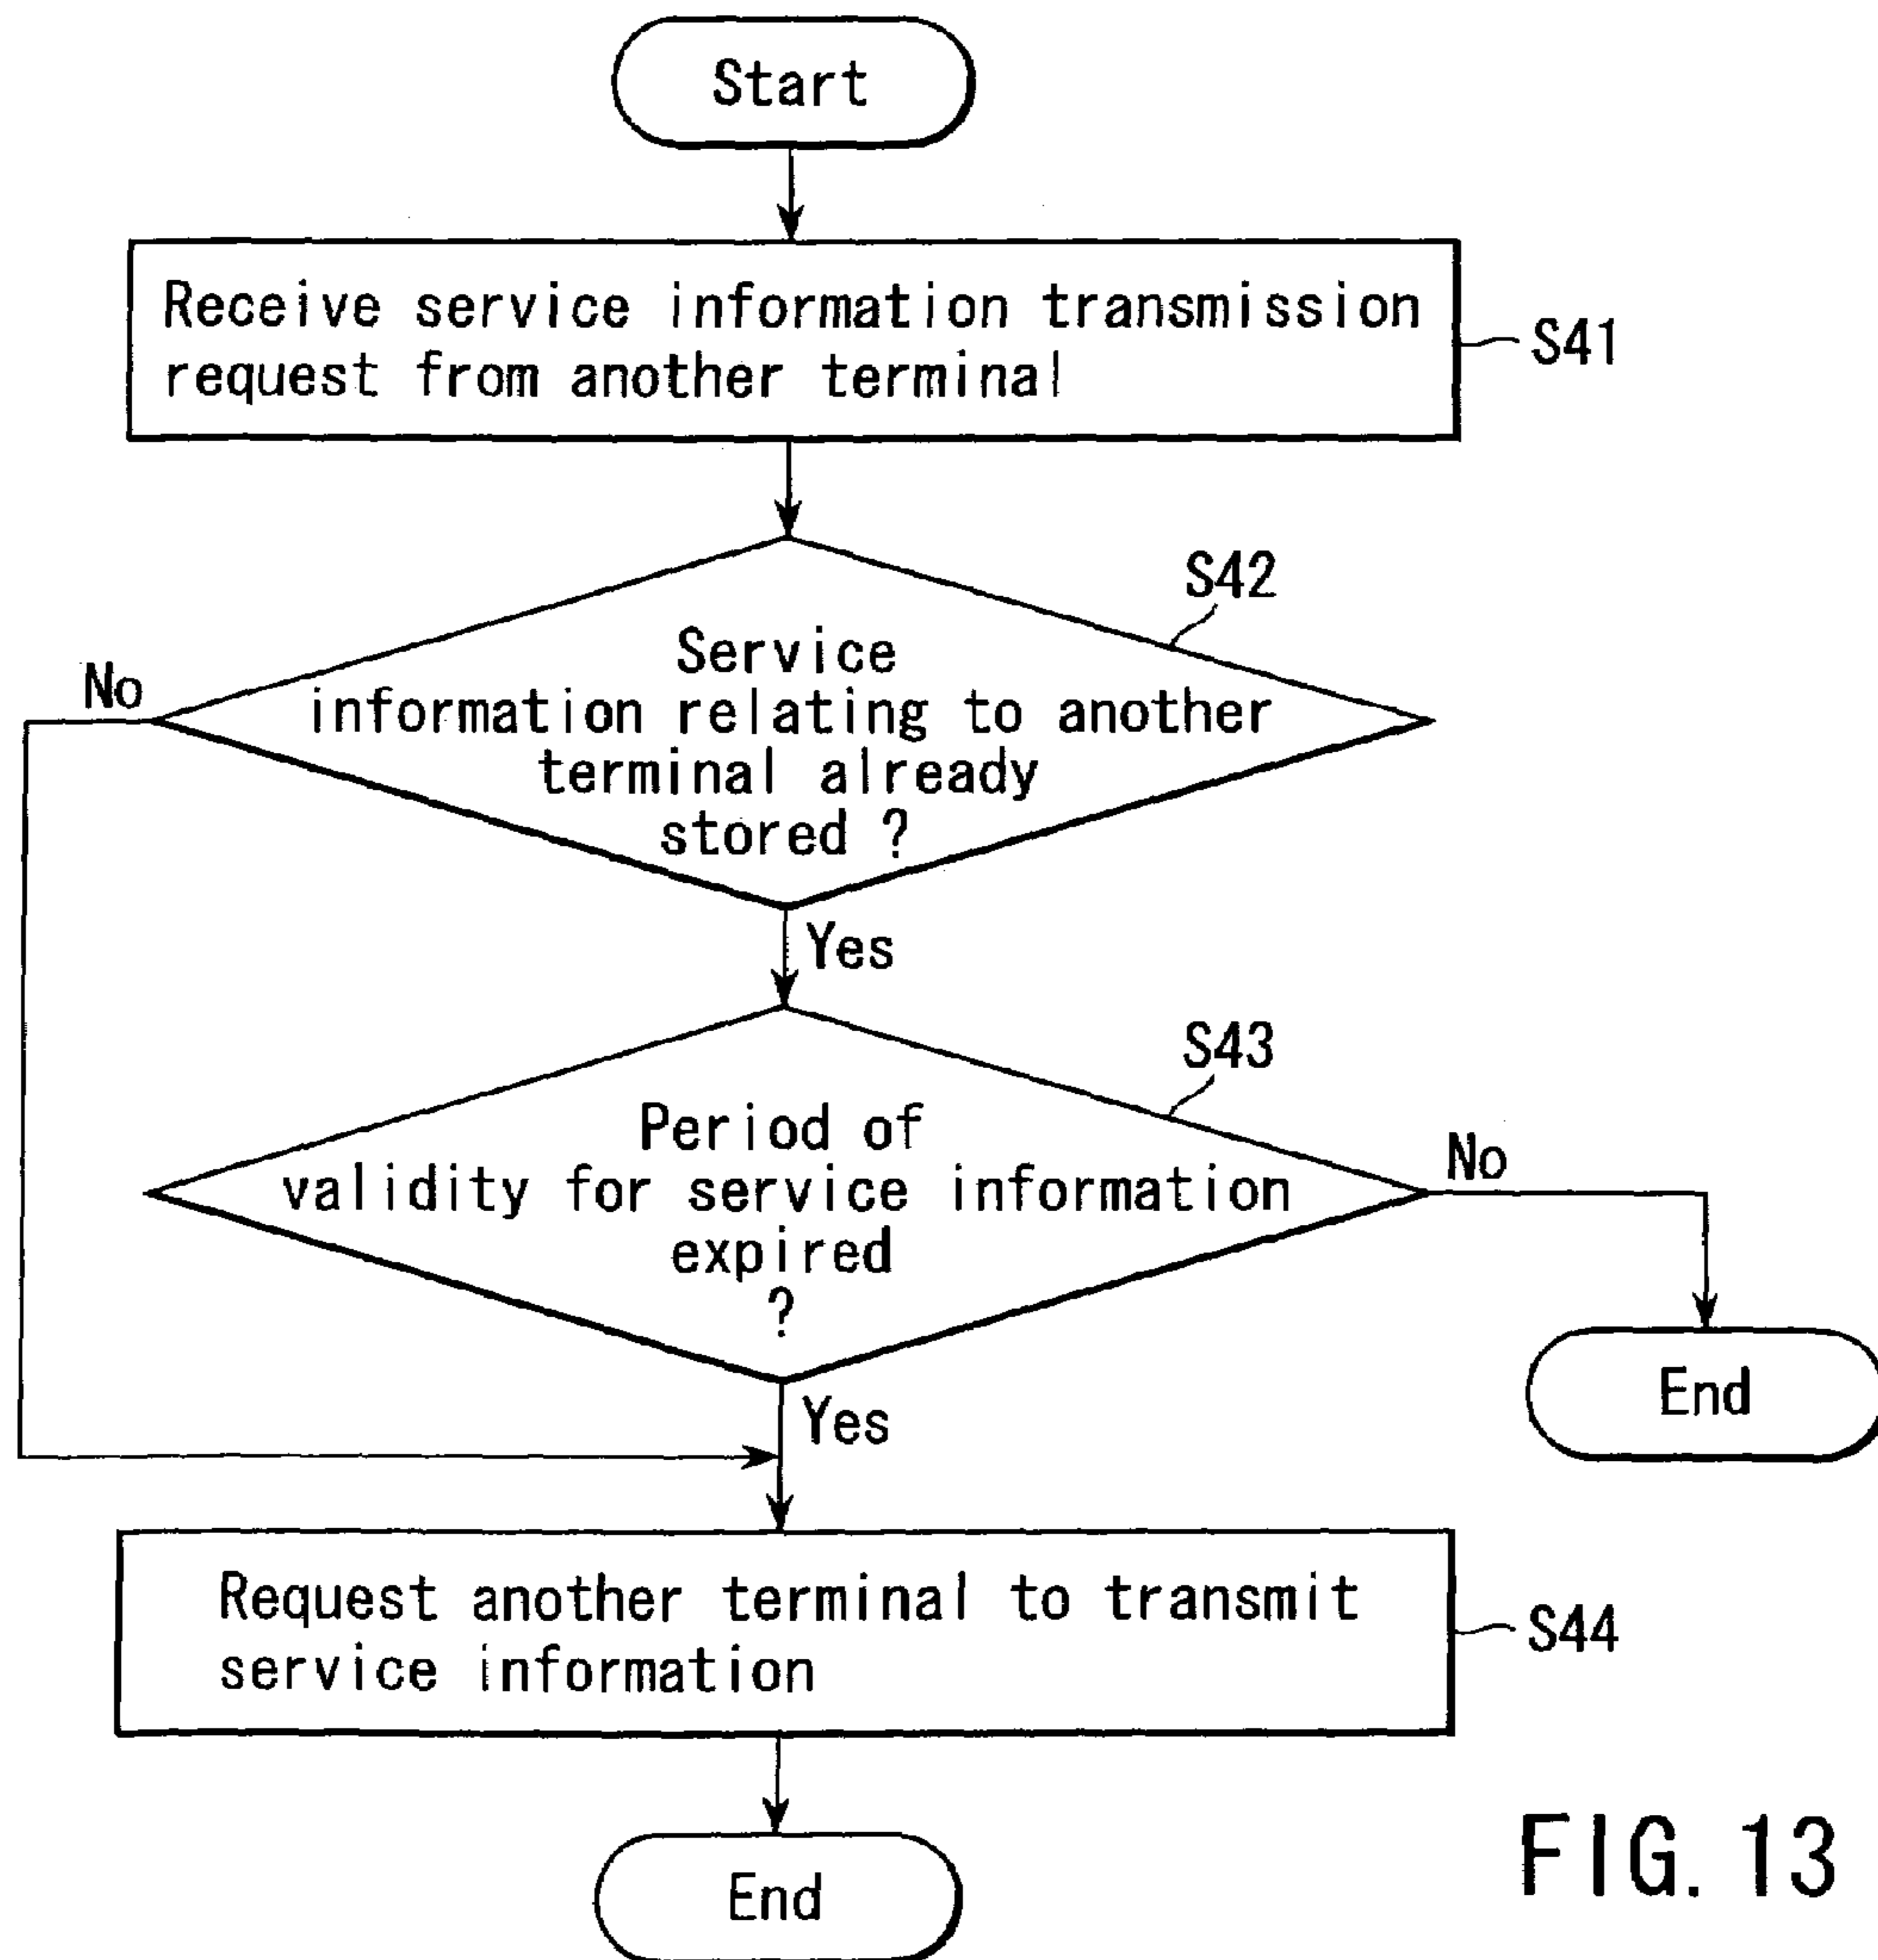 Start
Receive service information transmission
request from another terminal
S41
S42
Service
information relating to another
terminal already
stored ?
No
Yes
S43
Period of
validity for service information
expired
?
No
End
Yes
Request another terminal to transmit
service information
S44
End
FIG. 13